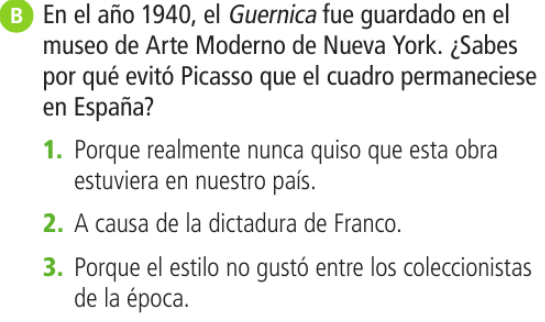 B En el año 1940, el Guernica fue guardado en el
museo de Arte Moderno de Nueva York. ¿Sabes
por qué evitó Picasso que el cuadro permaneciese
en España?
1. Porque realmente nunca quiso que esta obra
estuviera en nuestro país.
2. A causa de la dictadura de Franco.
3. Porque el estilo no gustó entre los coleccionistas
de la época.